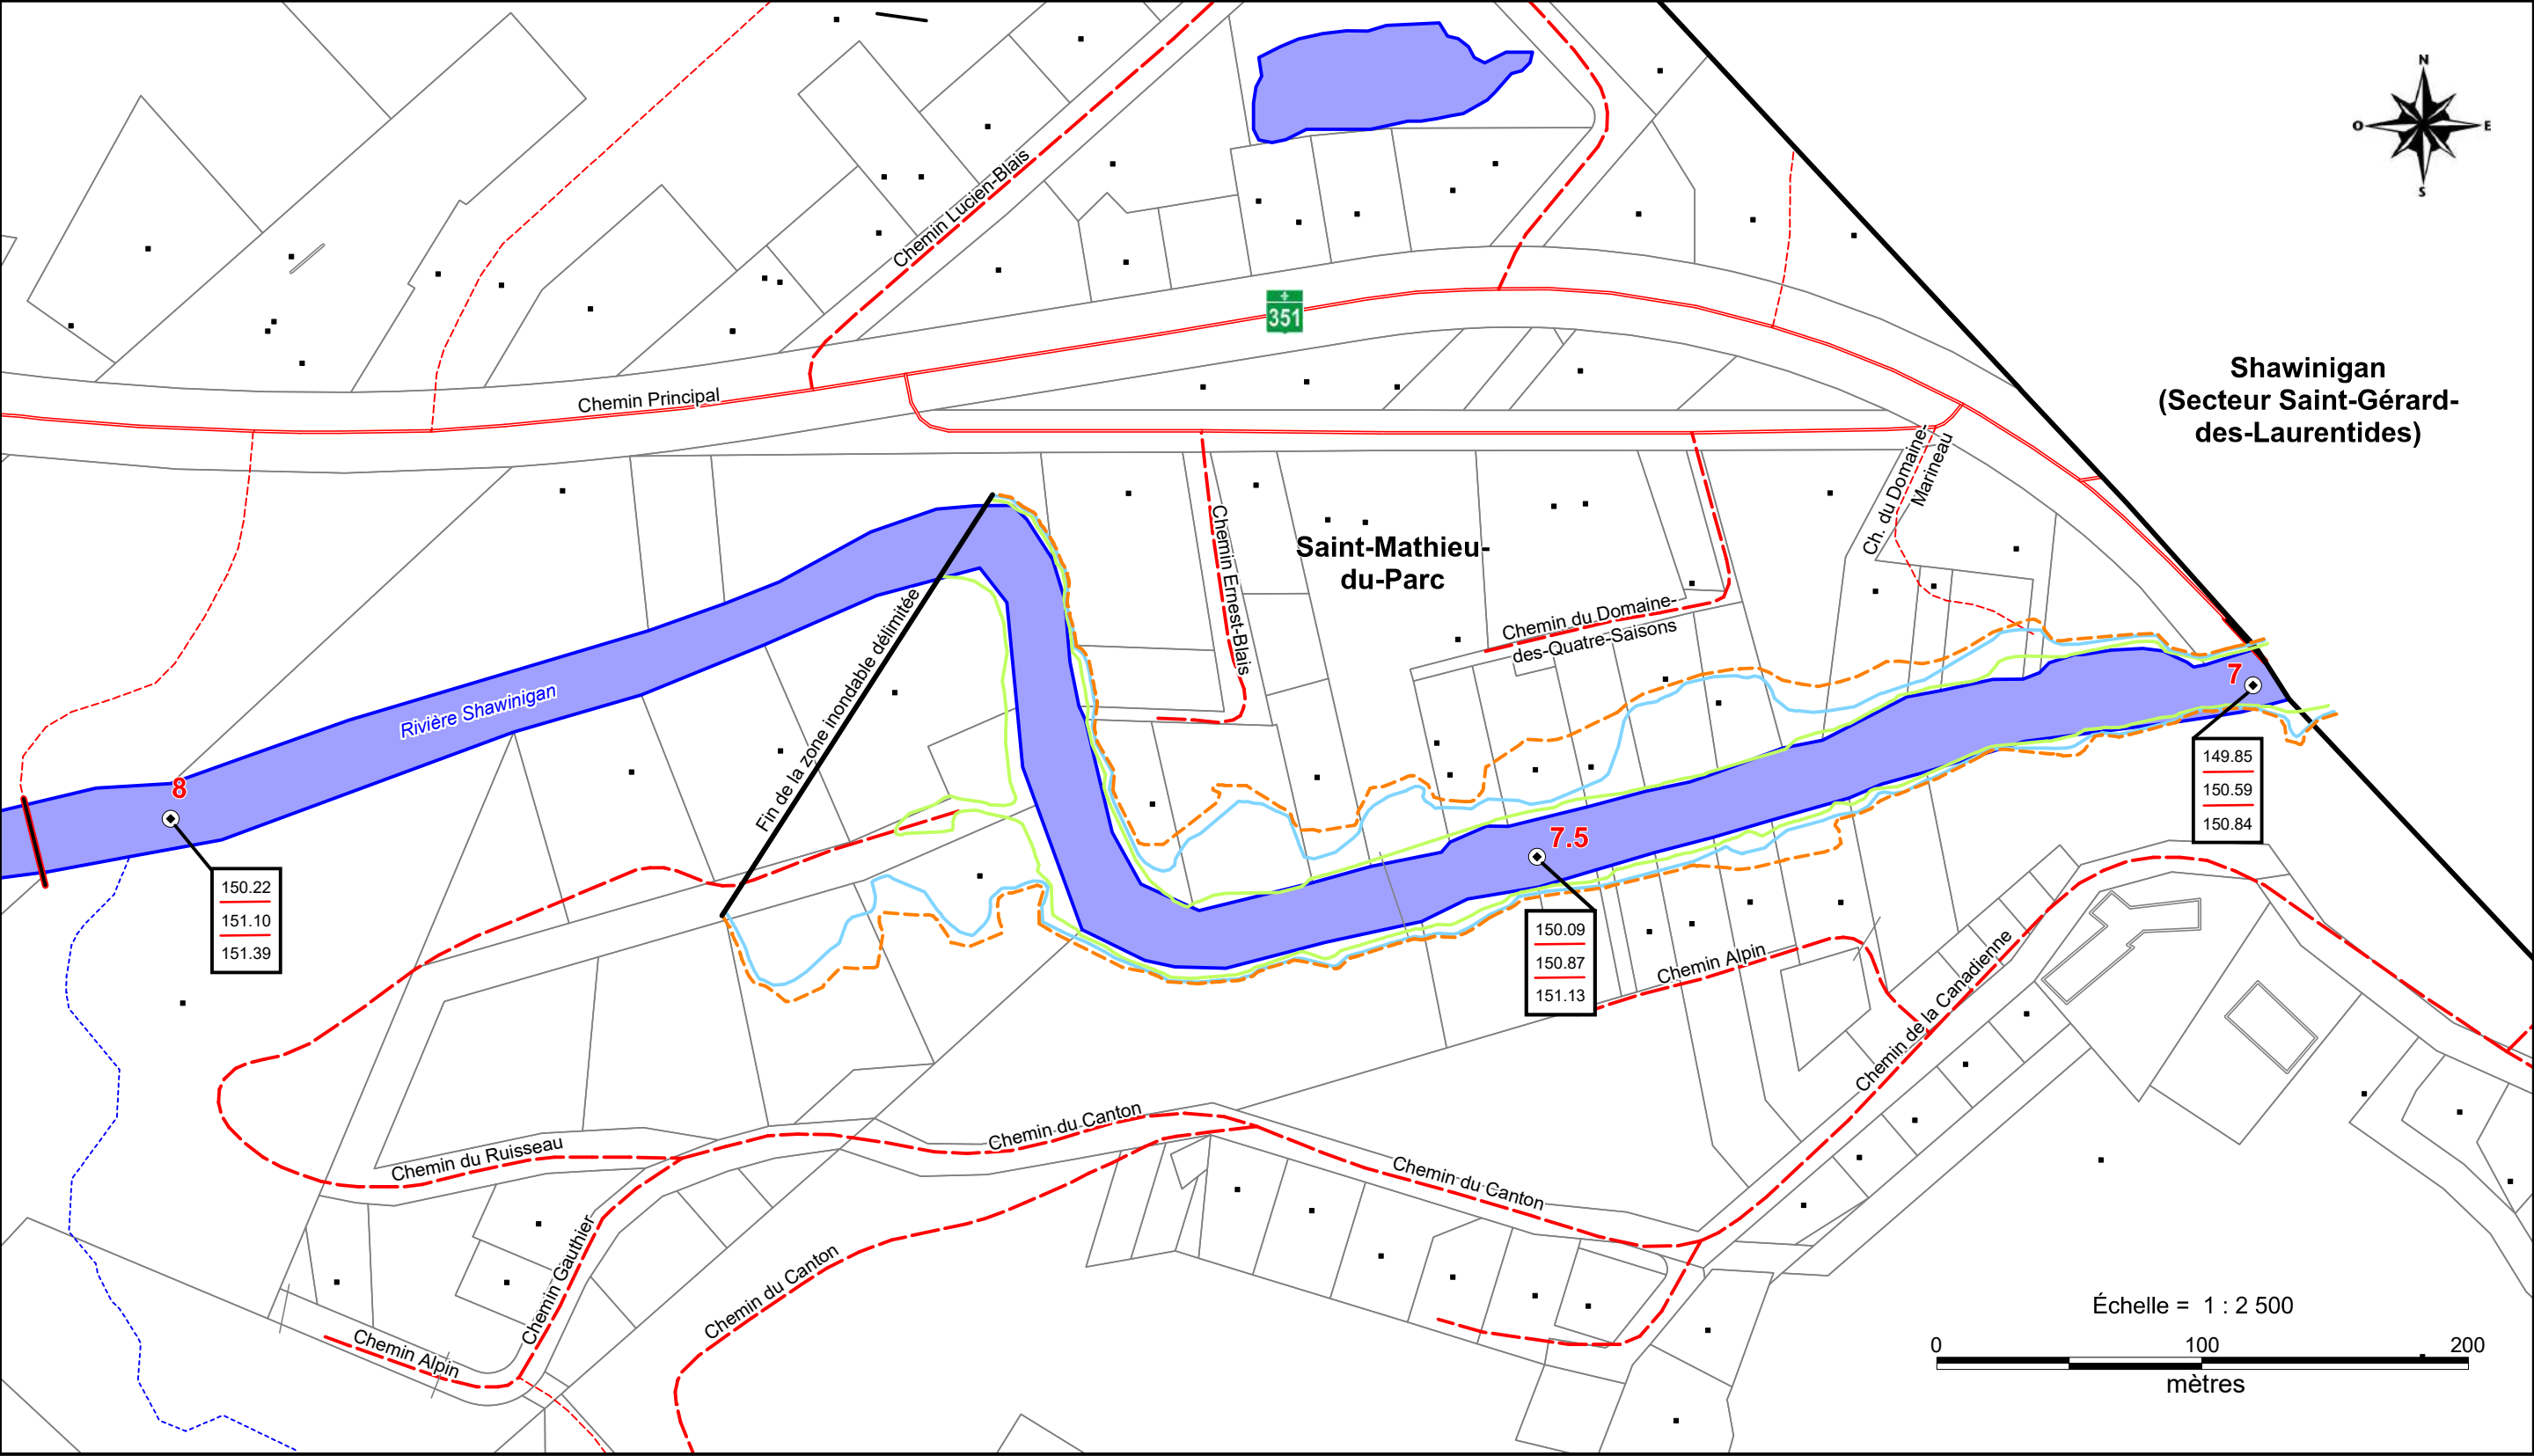 N
O
E
S
Chemin Lucien-Blais
351
Chemin Principal
Shawinigan
(Secteur Saint-Gérard-
des-Laurentides)
Ch. du Domaine-
Marineau
Chemin Ernest-Blais
Saint-Mathieu-
du-Parc
Chemin du Domaine-
des-Quatre-Saisons
Fin de la zone inondable délimitée
Rivière Shawinigan
7
149.85
150.59
150.84
8
150.22
151.10
151.39
7.5
150.09
150.87
151.13
Chemin Alpin
Chemin de la Canadienne
Chemin du Canton
Chemin du Ruisseau
Chemin du Canton
Chemin Gauthier
Chemin du Canton
Chemin Alpin
Échelle = 1 : 2 500
0 100 200
mètres